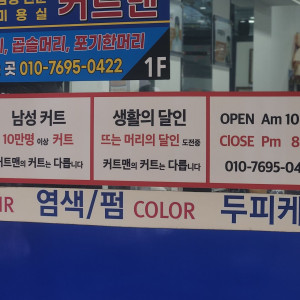 미용실 커트맨
곱슬머리, 포기한머리
곳 010-7695-0422
1F
남성 커트
10만명 이상 커트
커트맨의 커트는 다릅니다
생활의 달인
뜨는 머리의 달인 도전중
커트맨의 커트는 다릅니다
OPEN Am 10
ClOSE Pm 8
010-7695-04
염색/펌 COLOR 두피케